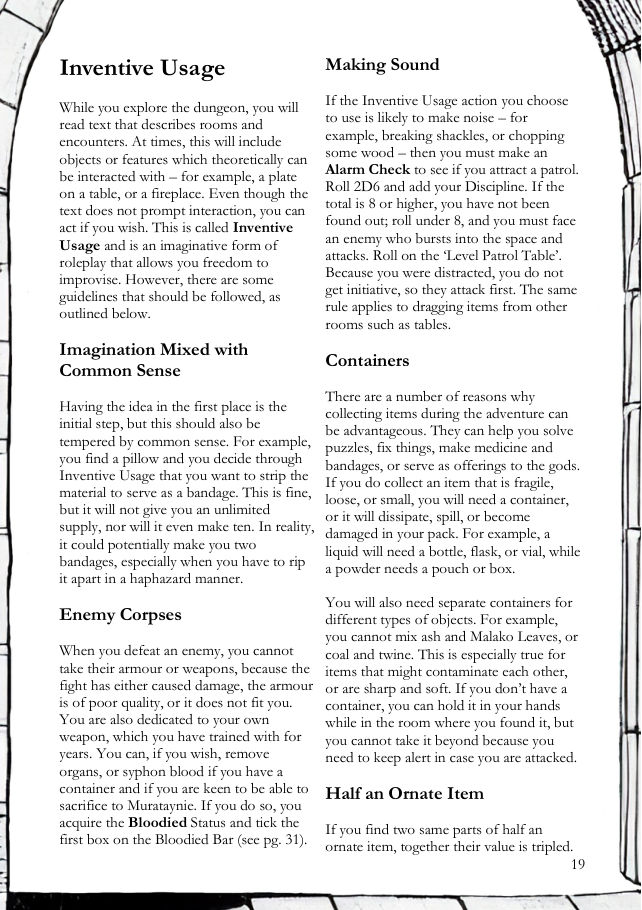 Inventive Usage
While you explore the dungeon, you will
read text that describes rooms and
encounters. At times, this will include
objects or features which theoretically can
be interacted with – for example, a plate
on a table, or a fireplace. Even though the
text does not prompt interaction, you can
act if you wish. This is called Inventive
Usage and is an imaginative form of
roleplay that allows you freedom to
improvise. However, there are some
guidelines that should be followed, as
outlined below.
Imagination Mixed with
Common Sense
Having the idea in the first place is the
initial step, but this should also be
tempered by common sense. For example,
you find a pillow and you decide through
Inventive Usage that you want to strip the
material to serve as a bandage. This is fine,
but it will not give you an unlimited
supply, nor will it even make ten. In reality,
it could potentially make you two
bandages, especially when you have to rip
it apart in a haphazard manner.
Enemy Corpses
When you defeat an enemy, you cannot
take their armour or weapons, because the
fight has either caused damage, the armour
is of poor quality, or it does not fit you.
You are also dedicated to your own
weapon, which you have trained with for
years. You can, if you wish, remove
organs, or syphon blood if you have a
container and if you are keen to be able to
sacrifice to Murataynie. If you do so, you
acquire the Bloodied Status and tick the
first box on the Bloodied Bar (see pg. 31).
Making Sound
If the Inventive Usage action you choose
to use is likely to make noise – for
example, breaking shackles, or chopping
some wood – then you must make an
Alarm Check to see if you attract a patrol.
Roll 2D6 and add your Discipline. If the
total is 8 or higher, you have not been
found out; roll under 8, and you must face
an enemy who bursts into the space and
attacks. Roll on the ‘Level Patrol Table’.
Because you were distracted, you do not
get initiative, so they attack first. The same
rule applies to dragging items from other
rooms such as tables.
Containers
There are a number of reasons why
collecting items during the adventure can
be advantageous. They can help you solve
puzzles, fix things, make medicine and
bandages, or serve as offerings to the gods.
If you do collect an item that is fragile,
loose, or small, you will need a container,
or it will dissipate, spill, or become
damaged in your pack. For example, a
liquid will need a bottle, flask, or vial, while
a powder needs a pouch or box.
You will also need separate containers for
different types of objects. For example,
you cannot mix ash and Malako Leaves, or
coal and twine. This is especially true for
items that might contaminate each other,
or are sharp and soft. If you don’t have a
container, you can hold it in your hands
while in the room where you found it, but
you cannot take it beyond because you
need to keep alert in case you are attacked.
Half an Ornate Item
If you find two same parts of half an
ornate item, together their value is tripled.
19